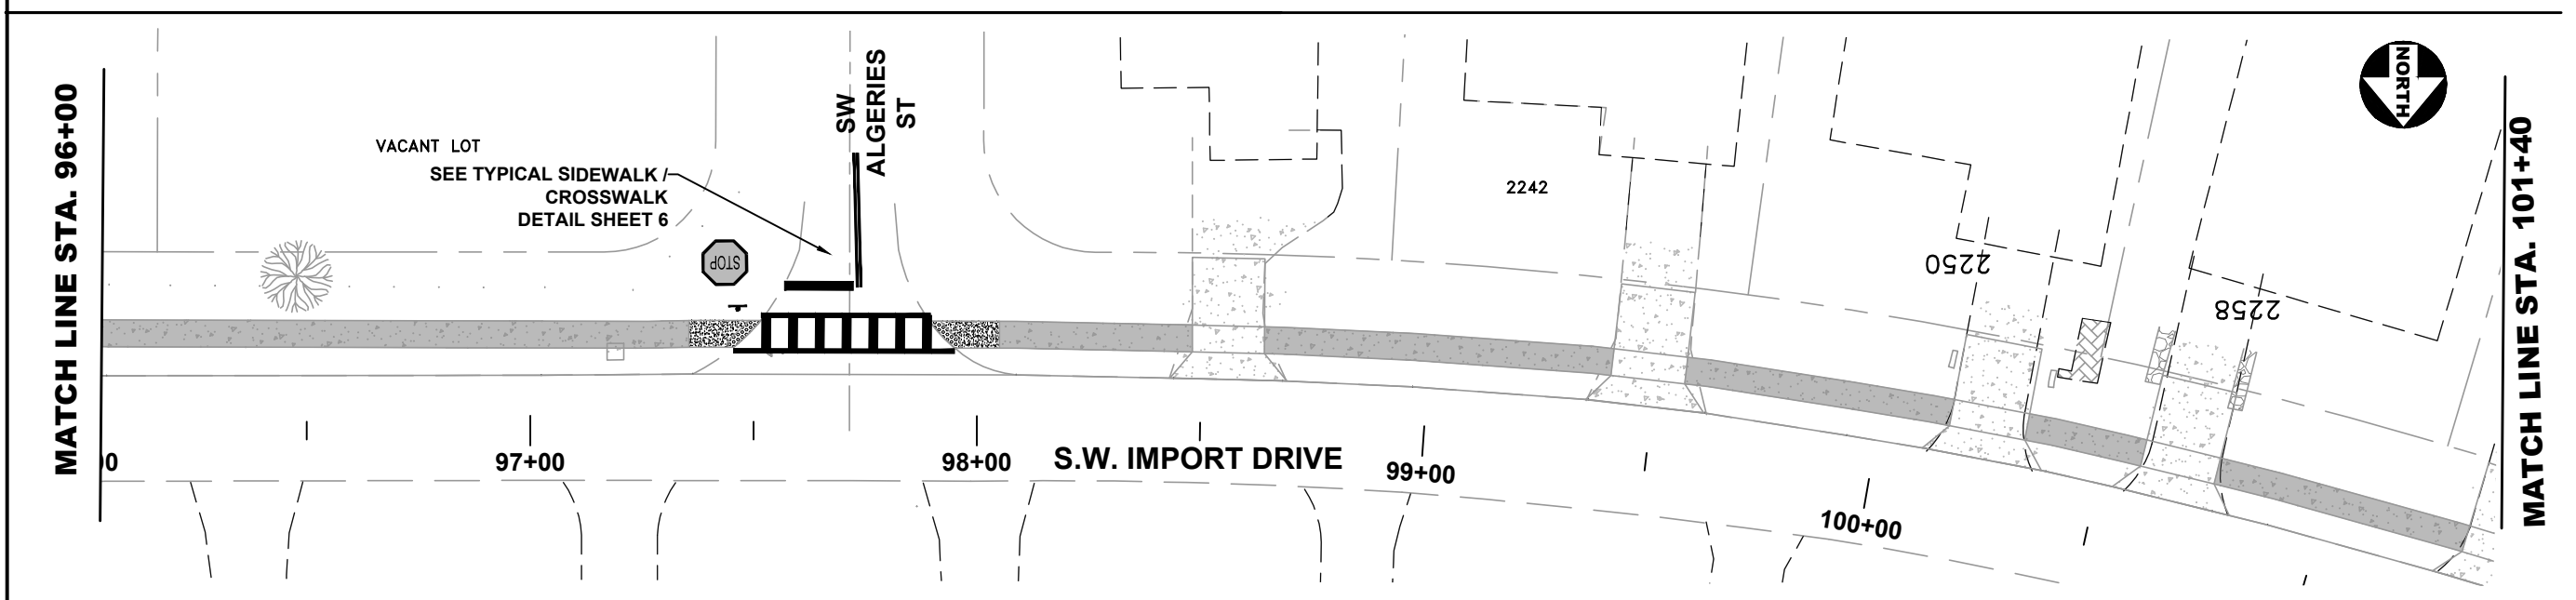 MATCH LINE STA. 96+00
VACANT LOT
SEE TYPICAL SIDEWALK /
CROSSWALK
DETAIL SHEET 6
STOP
SW
ALGERIES
ST
2242
2250
2258
NORTH
MATCH LINE STA. 101+40
00
97+00
98+00
S.W. IMPORT DRIVE
99+00
100+00